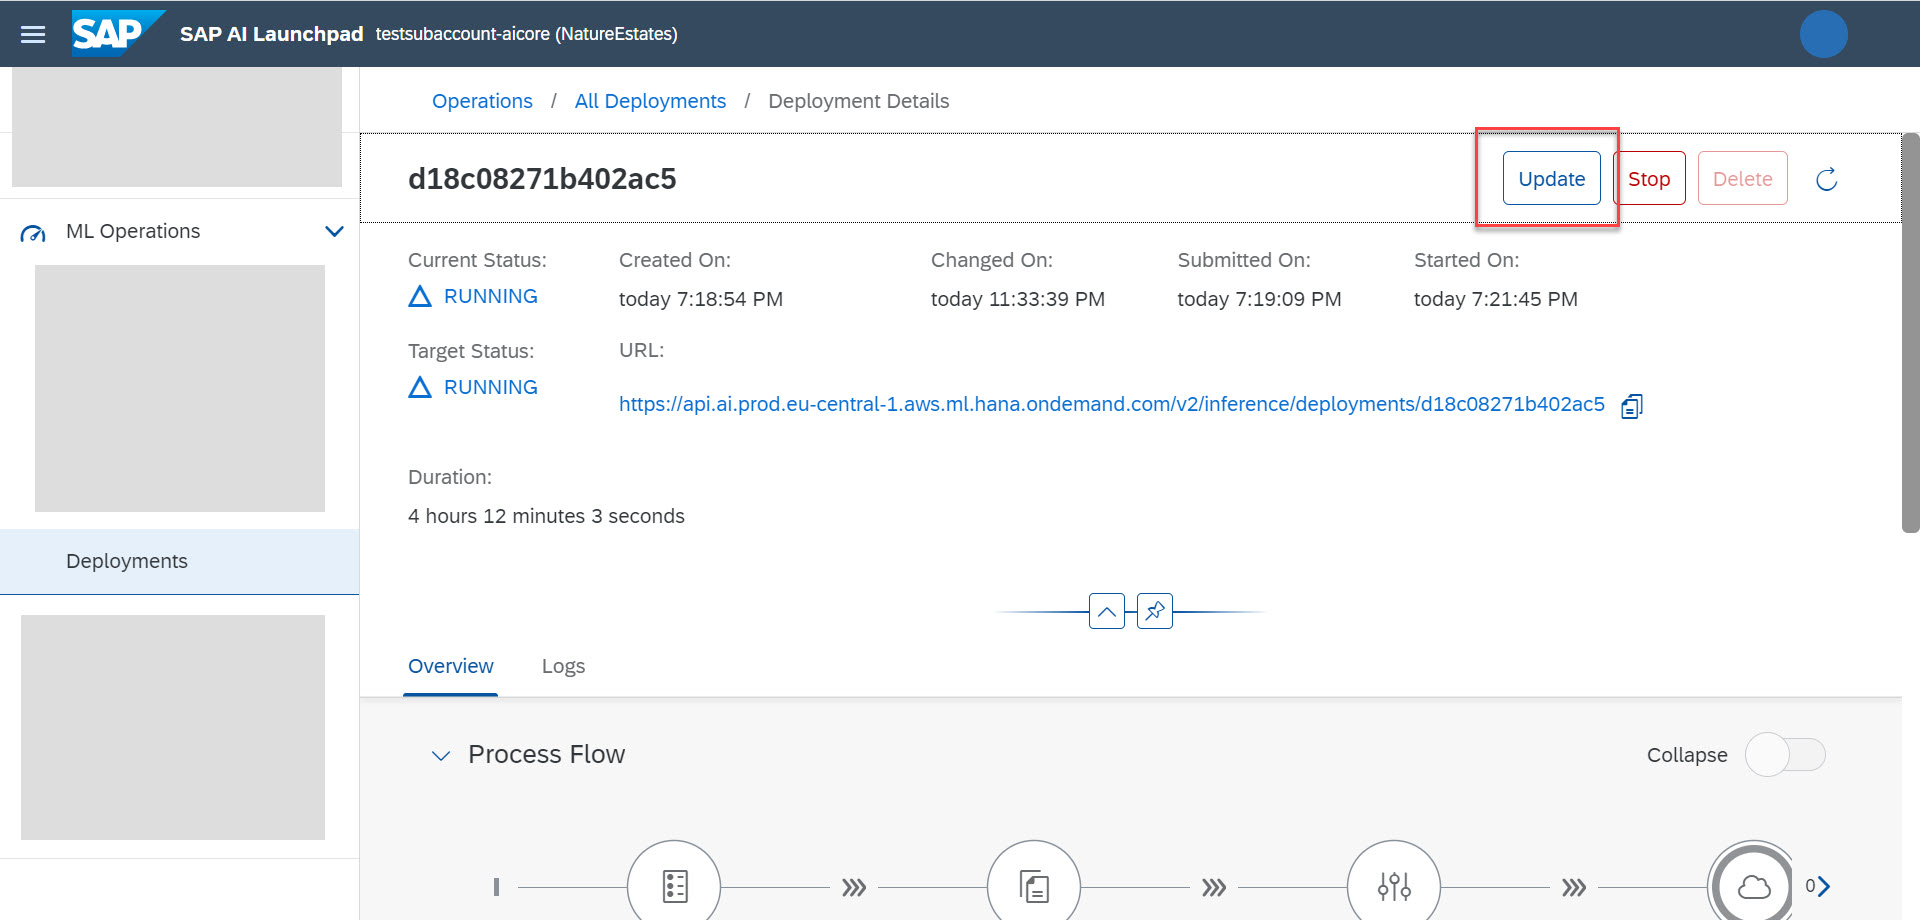 SAP SAP AI Launchpad testsubaccount-aicore (NatureEstates)
Operations / All Deployments / Deployment Details
d18c08271b402ac5 Update Stop Delete
ML Operations
Current Status: Created On: Changed On: Submitted On: Started On:
RUNNING today 7:18:54 PM today 11:33:39 PM today 7:19:09 PM today 7:21:45 PM
Target Status: URL:
RUNNING https://api.ai.prod.eu-central-1.aws.ml.hana.ondemand.com/v2/inference/deployments/d18c08271b402ac5
Duration:
4 hours 12 minutes 3 seconds
Deployments
Overview Logs
Process Flow Collapse
0